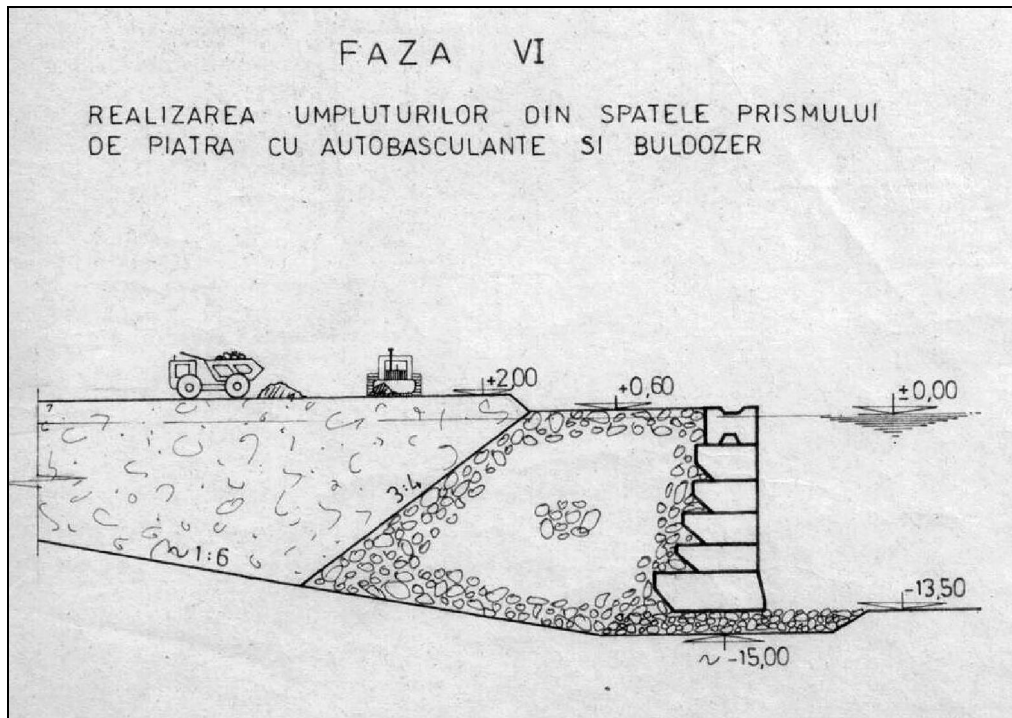 FAZA VI
REALIZAREA UMPLUTURILOR DIN SPATELE PRISMULUI
DE PIATRA CU AUTOBASCULANTE SI BULDOZER
+2,00
+0,60
±0,00
3:4
~1:6
-13,50
~ -15,00